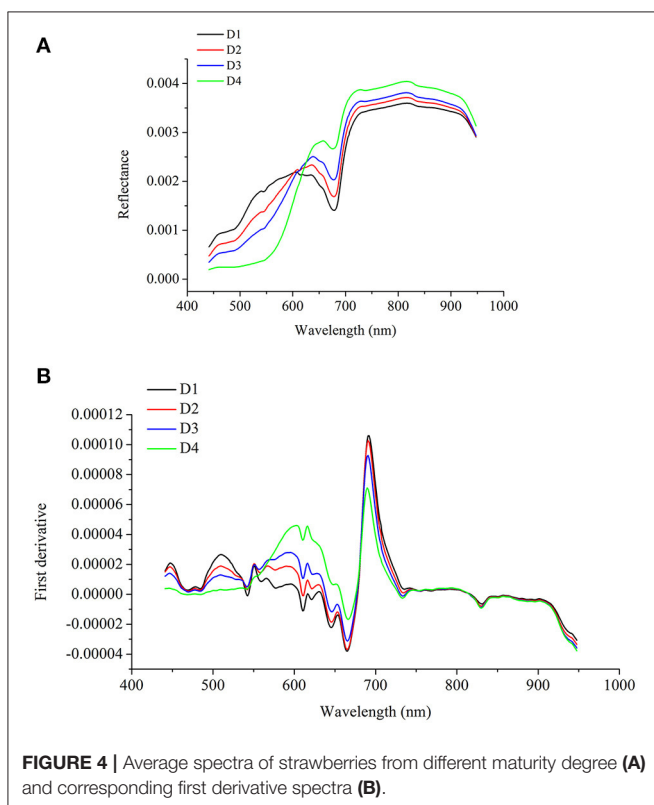 A
D1
D2
D3
D4
0.004
0.003
0.002
0.001
0.000
Reflectance
400 500 600 700 800 900 1000
Wavelength (nm)
B
D1
D2
D3
D4
0.00012
0.00010
0.00008
0.00006
0.00004
0.00002
0.00000
-0.00002
-0.00004
First derivative
400 500 600 700 800 900 1000
Wavelength (nm)
FIGURE 4 | Average spectra of strawberries from different maturity degree (A)
and corresponding first derivative spectra (B).